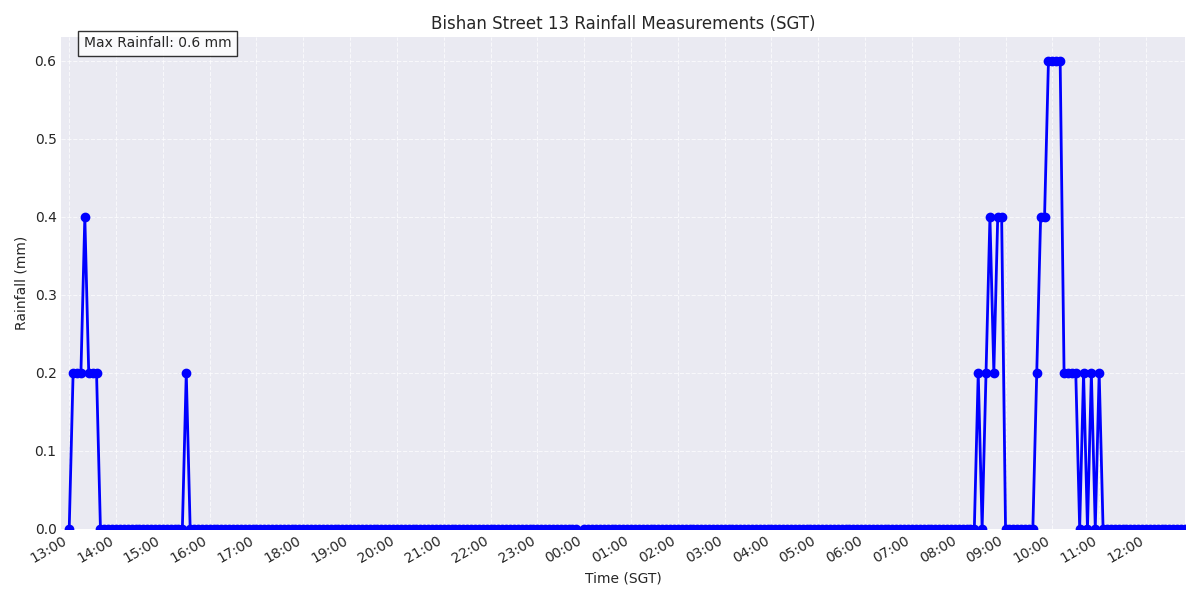 Bishan Street 13 Rainfall Measurements (SGT)
Max Rainfall: 0.6 mm
Rainfall (mm)
0.6
0.5
0.4
0.3
0.2
0.1
0.0
13:00 14:00 15:00 16:00 17:00 18:00 19:00 20:00 21:00 22:00 23:00 00:00 01:00 02:00 03:00 04:00 05:00 06:00 07:00 08:00 09:00 10:00 11:00 12:00
Time (SGT)